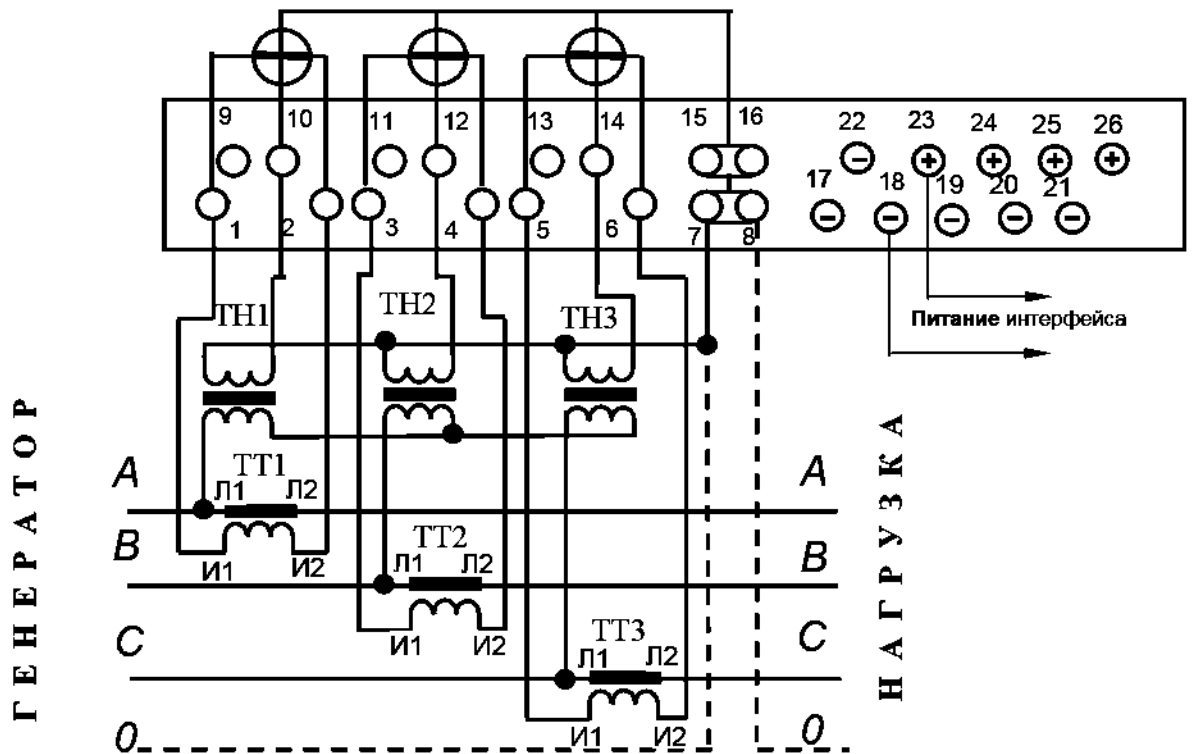 9 10 11 12 13 14 15 16 22 23 24 25 26
17 18 19 20 21
1 2 3 4 5 6 7 8
ТН1 ТН2 ТН3
Питание интерфейса
ГЕНЕРАТОР
НАГРУЗКА
A ТТ1 A
Л1 Л2
B ТТ2 B
И1 И2 Л1 Л2
C ТТ3 C
И1 И2 Л1 Л2
0 И1 И2 0